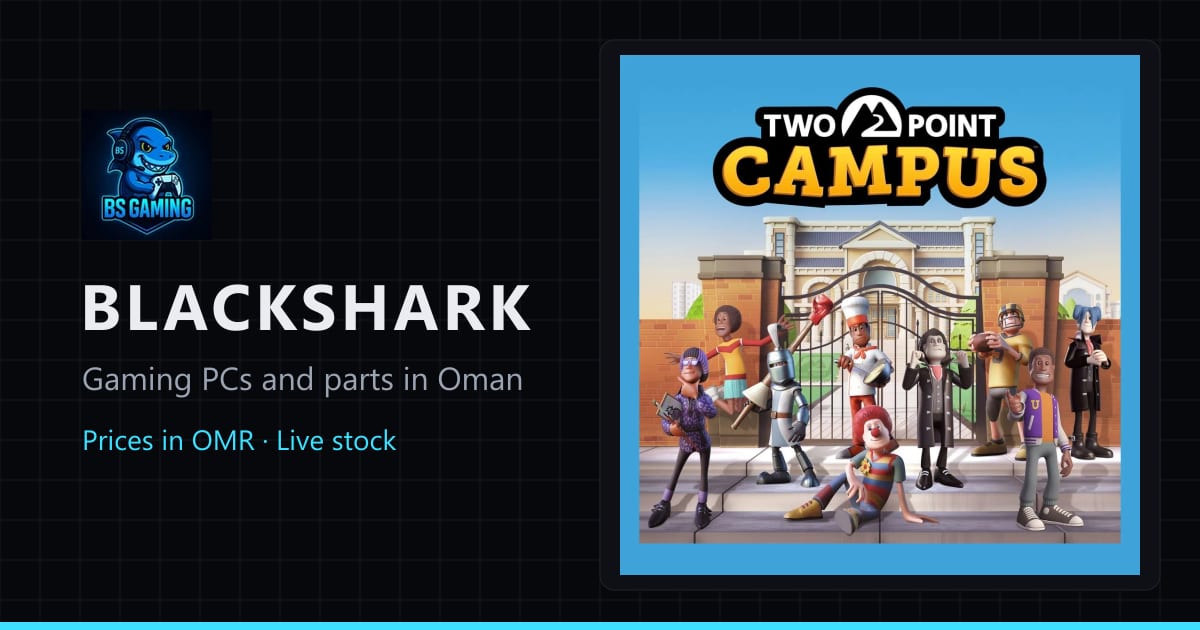 BS
BS GAMING
BLACKSHARK
Gaming PCs and parts in Oman
Prices in OMR · Live stock
TWO POINT
CAMPUS
U